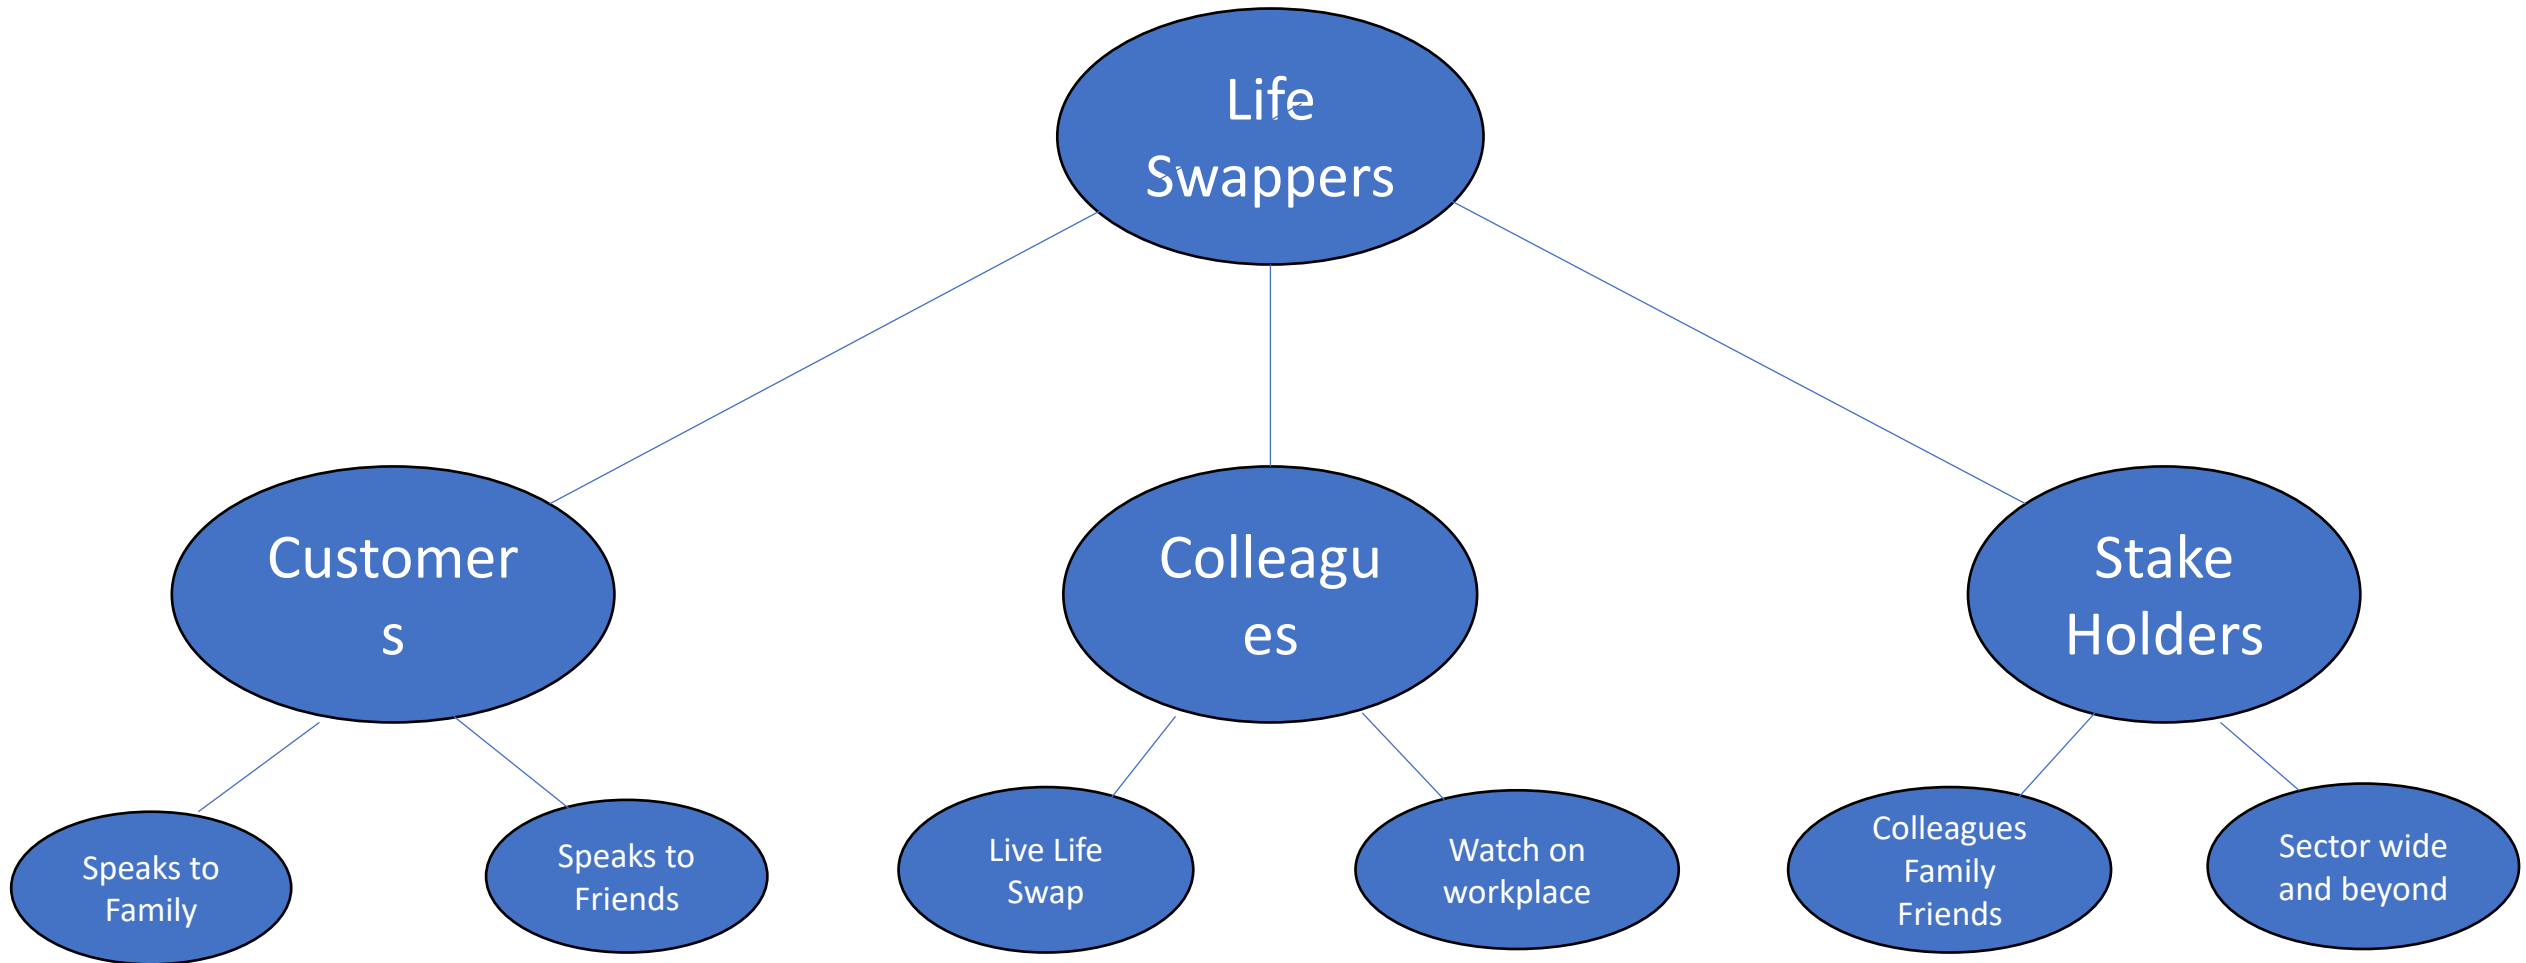 Life
Swappers
Customer
s
Colleagu
es
Stake
Holders
Speaks to
Family
Speaks to
Friends
Live Life
Swap
Watch on
workplace
Colleagues
Family
Friends
Sector wide
and beyond